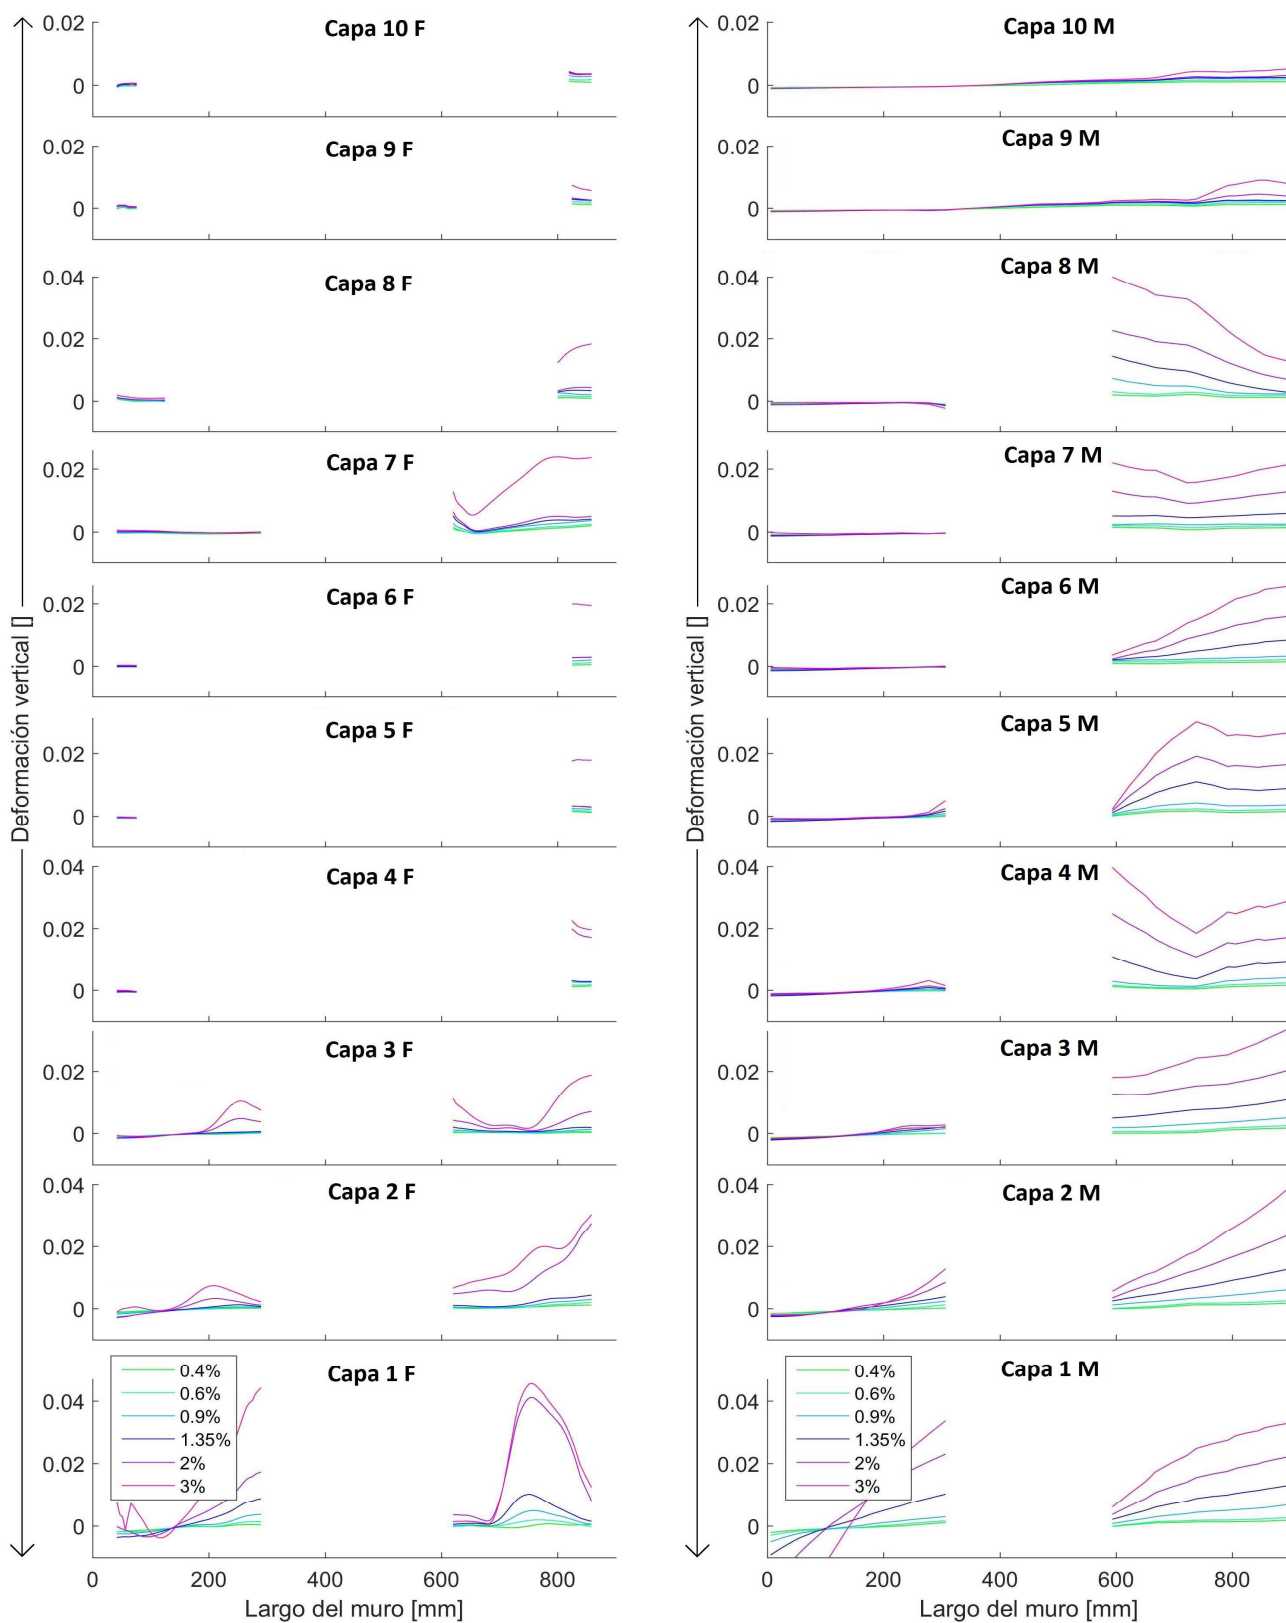 Capa 10 F
0.02
0
Capa 9 F
0.02
0
Capa 8 F
0.04
0.02
0
Capa 7 F
0.02
0
Capa 6 F
0.02
0
Capa 5 F
0.02
0
Capa 4 F
0.04
0.02
0
Capa 3 F
0.02
0
Capa 2 F
0.04
0.02
0
Capa 1 F
0.04
0.02
0
0.4%
0.6%
0.9%
1.35%
2%
3%
0 200 400 600 800
Largo del muro [mm]
Deformación vertical []
Capa 10 M
0.02
0
Capa 9 M
0.02
0
Capa 8 M
0.04
0.02
0
Capa 7 M
0.02
0
Capa 6 M
0.02
0
Capa 5 M
0.02
0
Capa 4 M
0.04
0.02
0
Capa 3 M
0.02
0
Capa 2 M
0.04
0.02
0
Capa 1 M
0.04
0.02
0
0.4%
0.6%
0.9%
1.35%
2%
3%
0 200 400 600 800
Largo del muro [mm]
Deformación vertical []